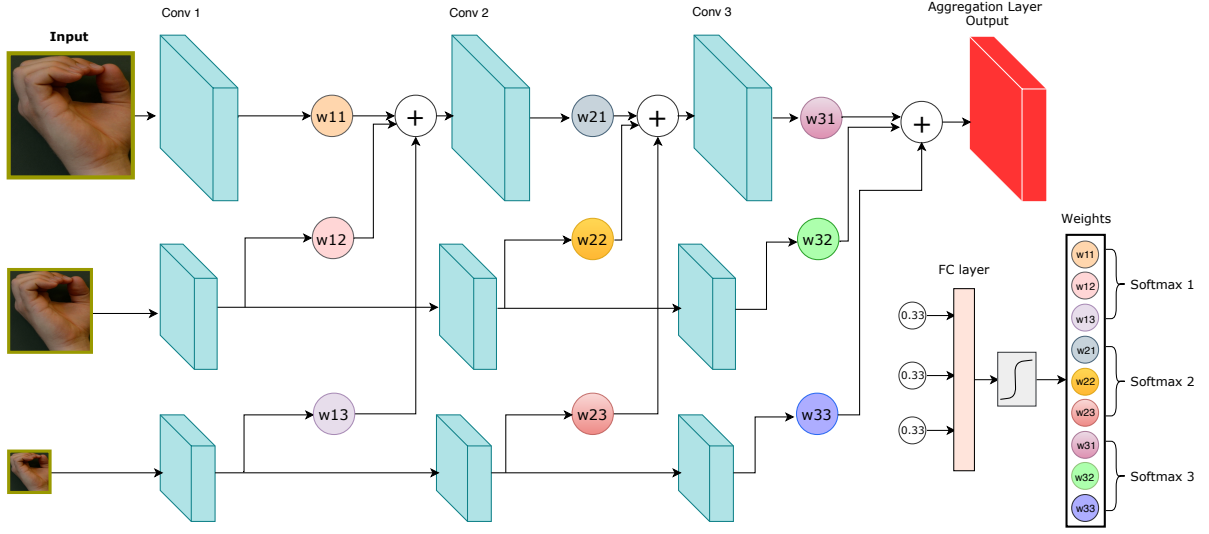 Conv 1
Conv 2
Conv 3
Aggregation Layer
Output
Input
w11
+
w21
+
w31
+
w12
w22
w32
w13
w23
w33
FC layer
0.33
0.33
0.33
Weights
w11
w12
w13
w21
w22
w23
w31
w32
w33
Softmax 1
Softmax 2
Softmax 3